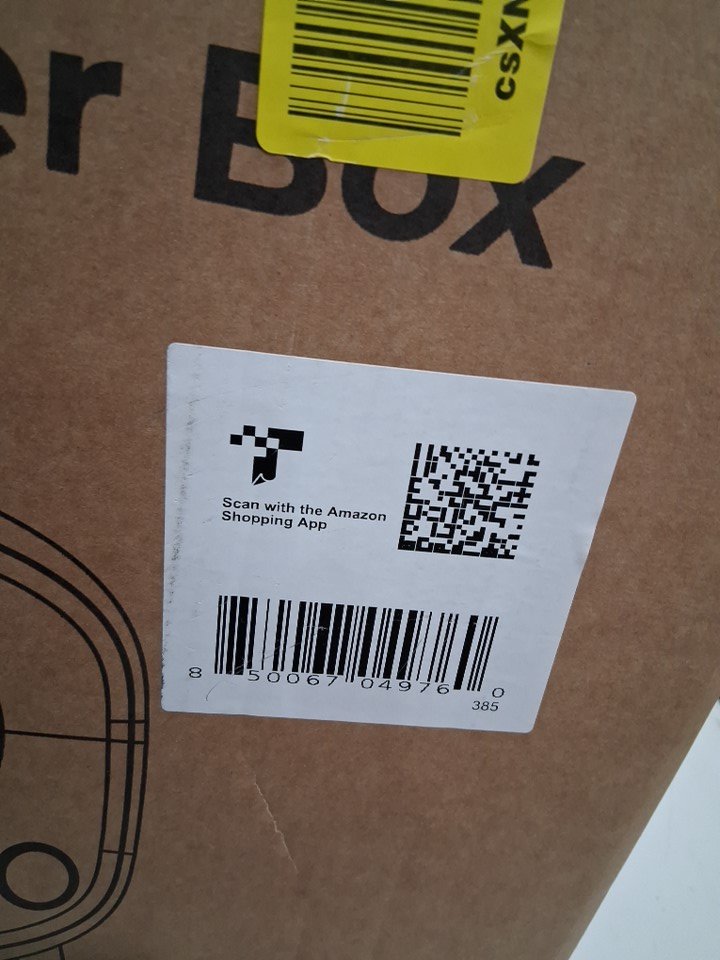 csXN
er Box
Scan with the Amazon
Shopping App
8 50067 04976 0
385